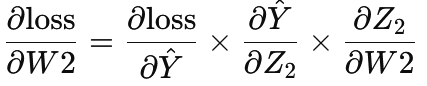 ∂loss/∂W2 = ∂loss/∂Ŷ × ∂Ŷ/∂Z₂ × ∂Z₂/∂W2